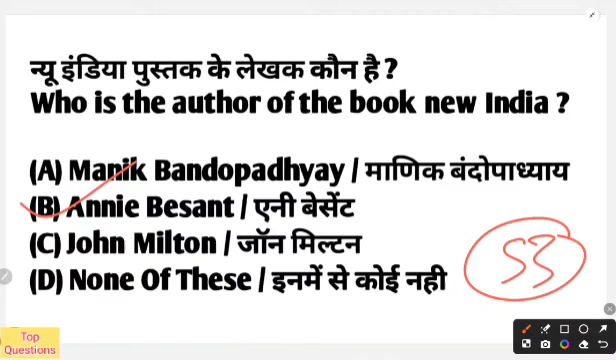 न्यू इंडिया पुस्तक के लेखक कौन है ?
Who is the author of the book new India ?
(A) Manik Bandopadhyay / माणिक बंदोपाध्याय
(B) Annie Besant / एनी बेसेंट
(C) John Milton / जॉन मिल्टन
(D) None Of These / इनमें से कोई नही
53
Top
Questions